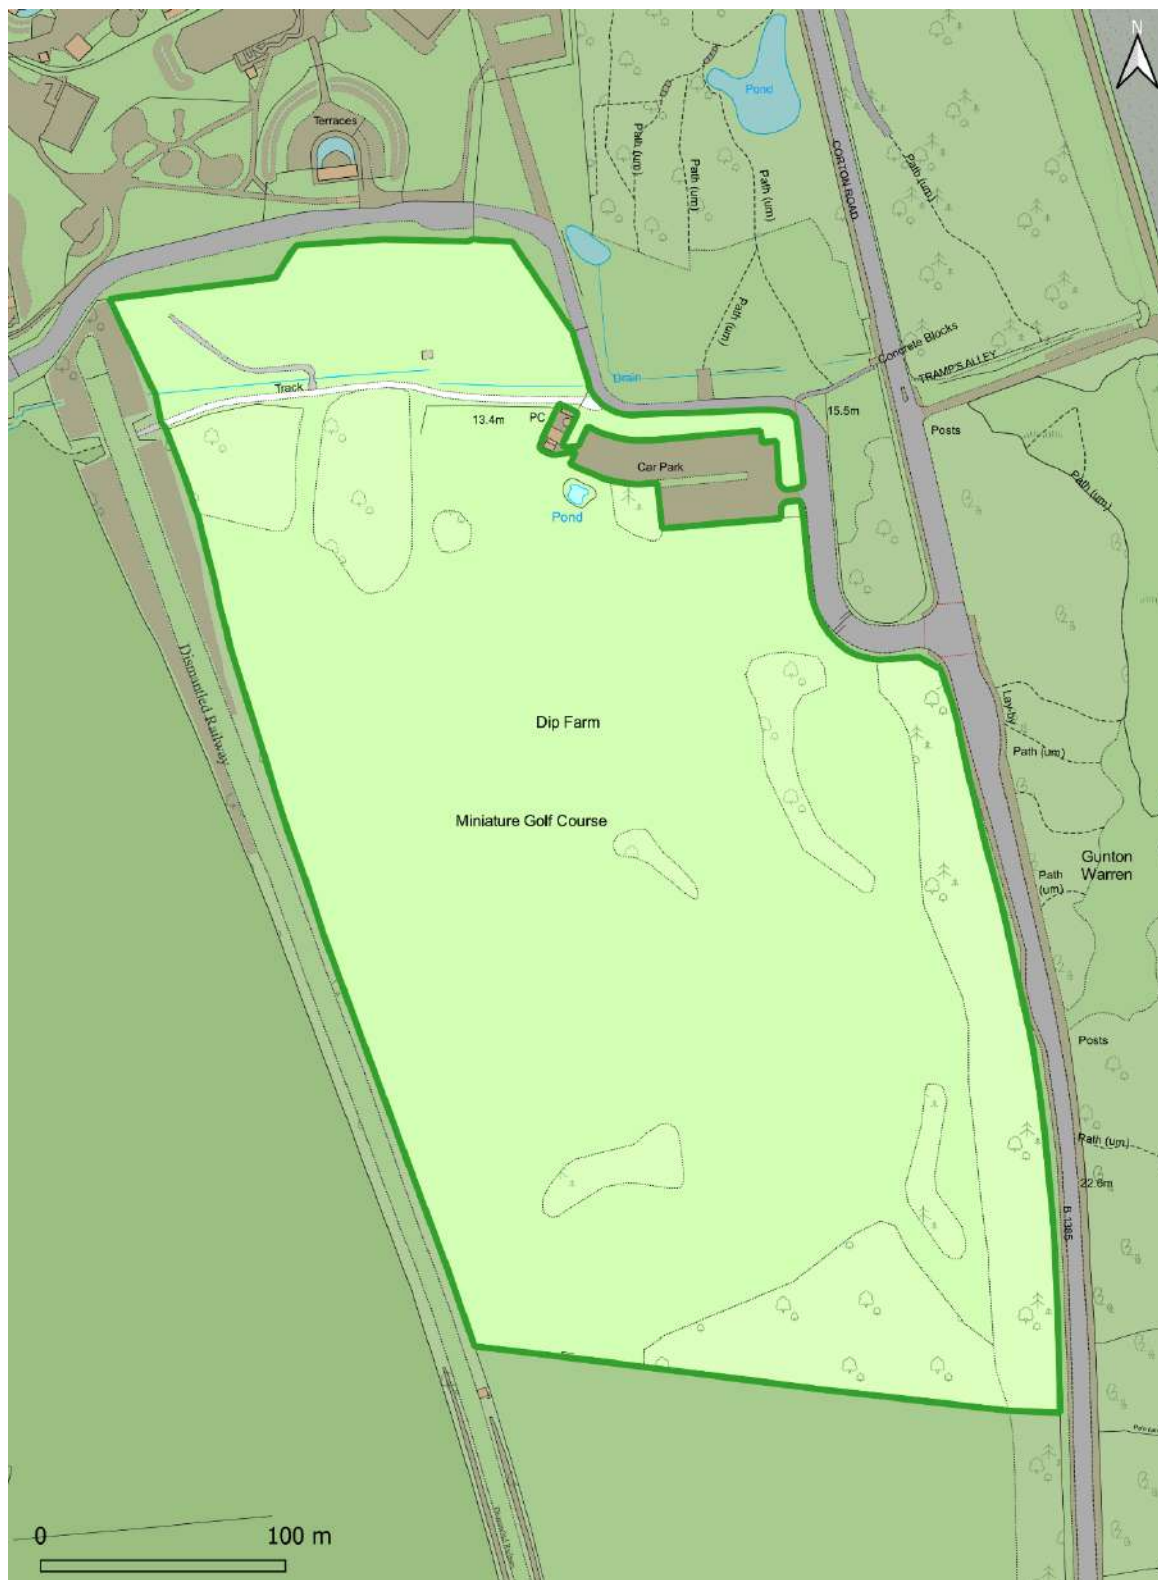 N
Pond
Terraces
Path (um)
Path (um)
Path (um)
CORTON ROAD
Path (um)
Path (um)
Concrete Blocks
TRAMP'S ALLEY
Drain
Track
13.4m
PC
15.5m
Posts
Car Park
Path (um)
Pond
Dismantled Railway
Lay-by
Dip Farm
Path (um)
Miniature Golf Course
Gunton
Warren
Path
(um)
Posts
Path (um)
22.6m
B 1385
0
100 m